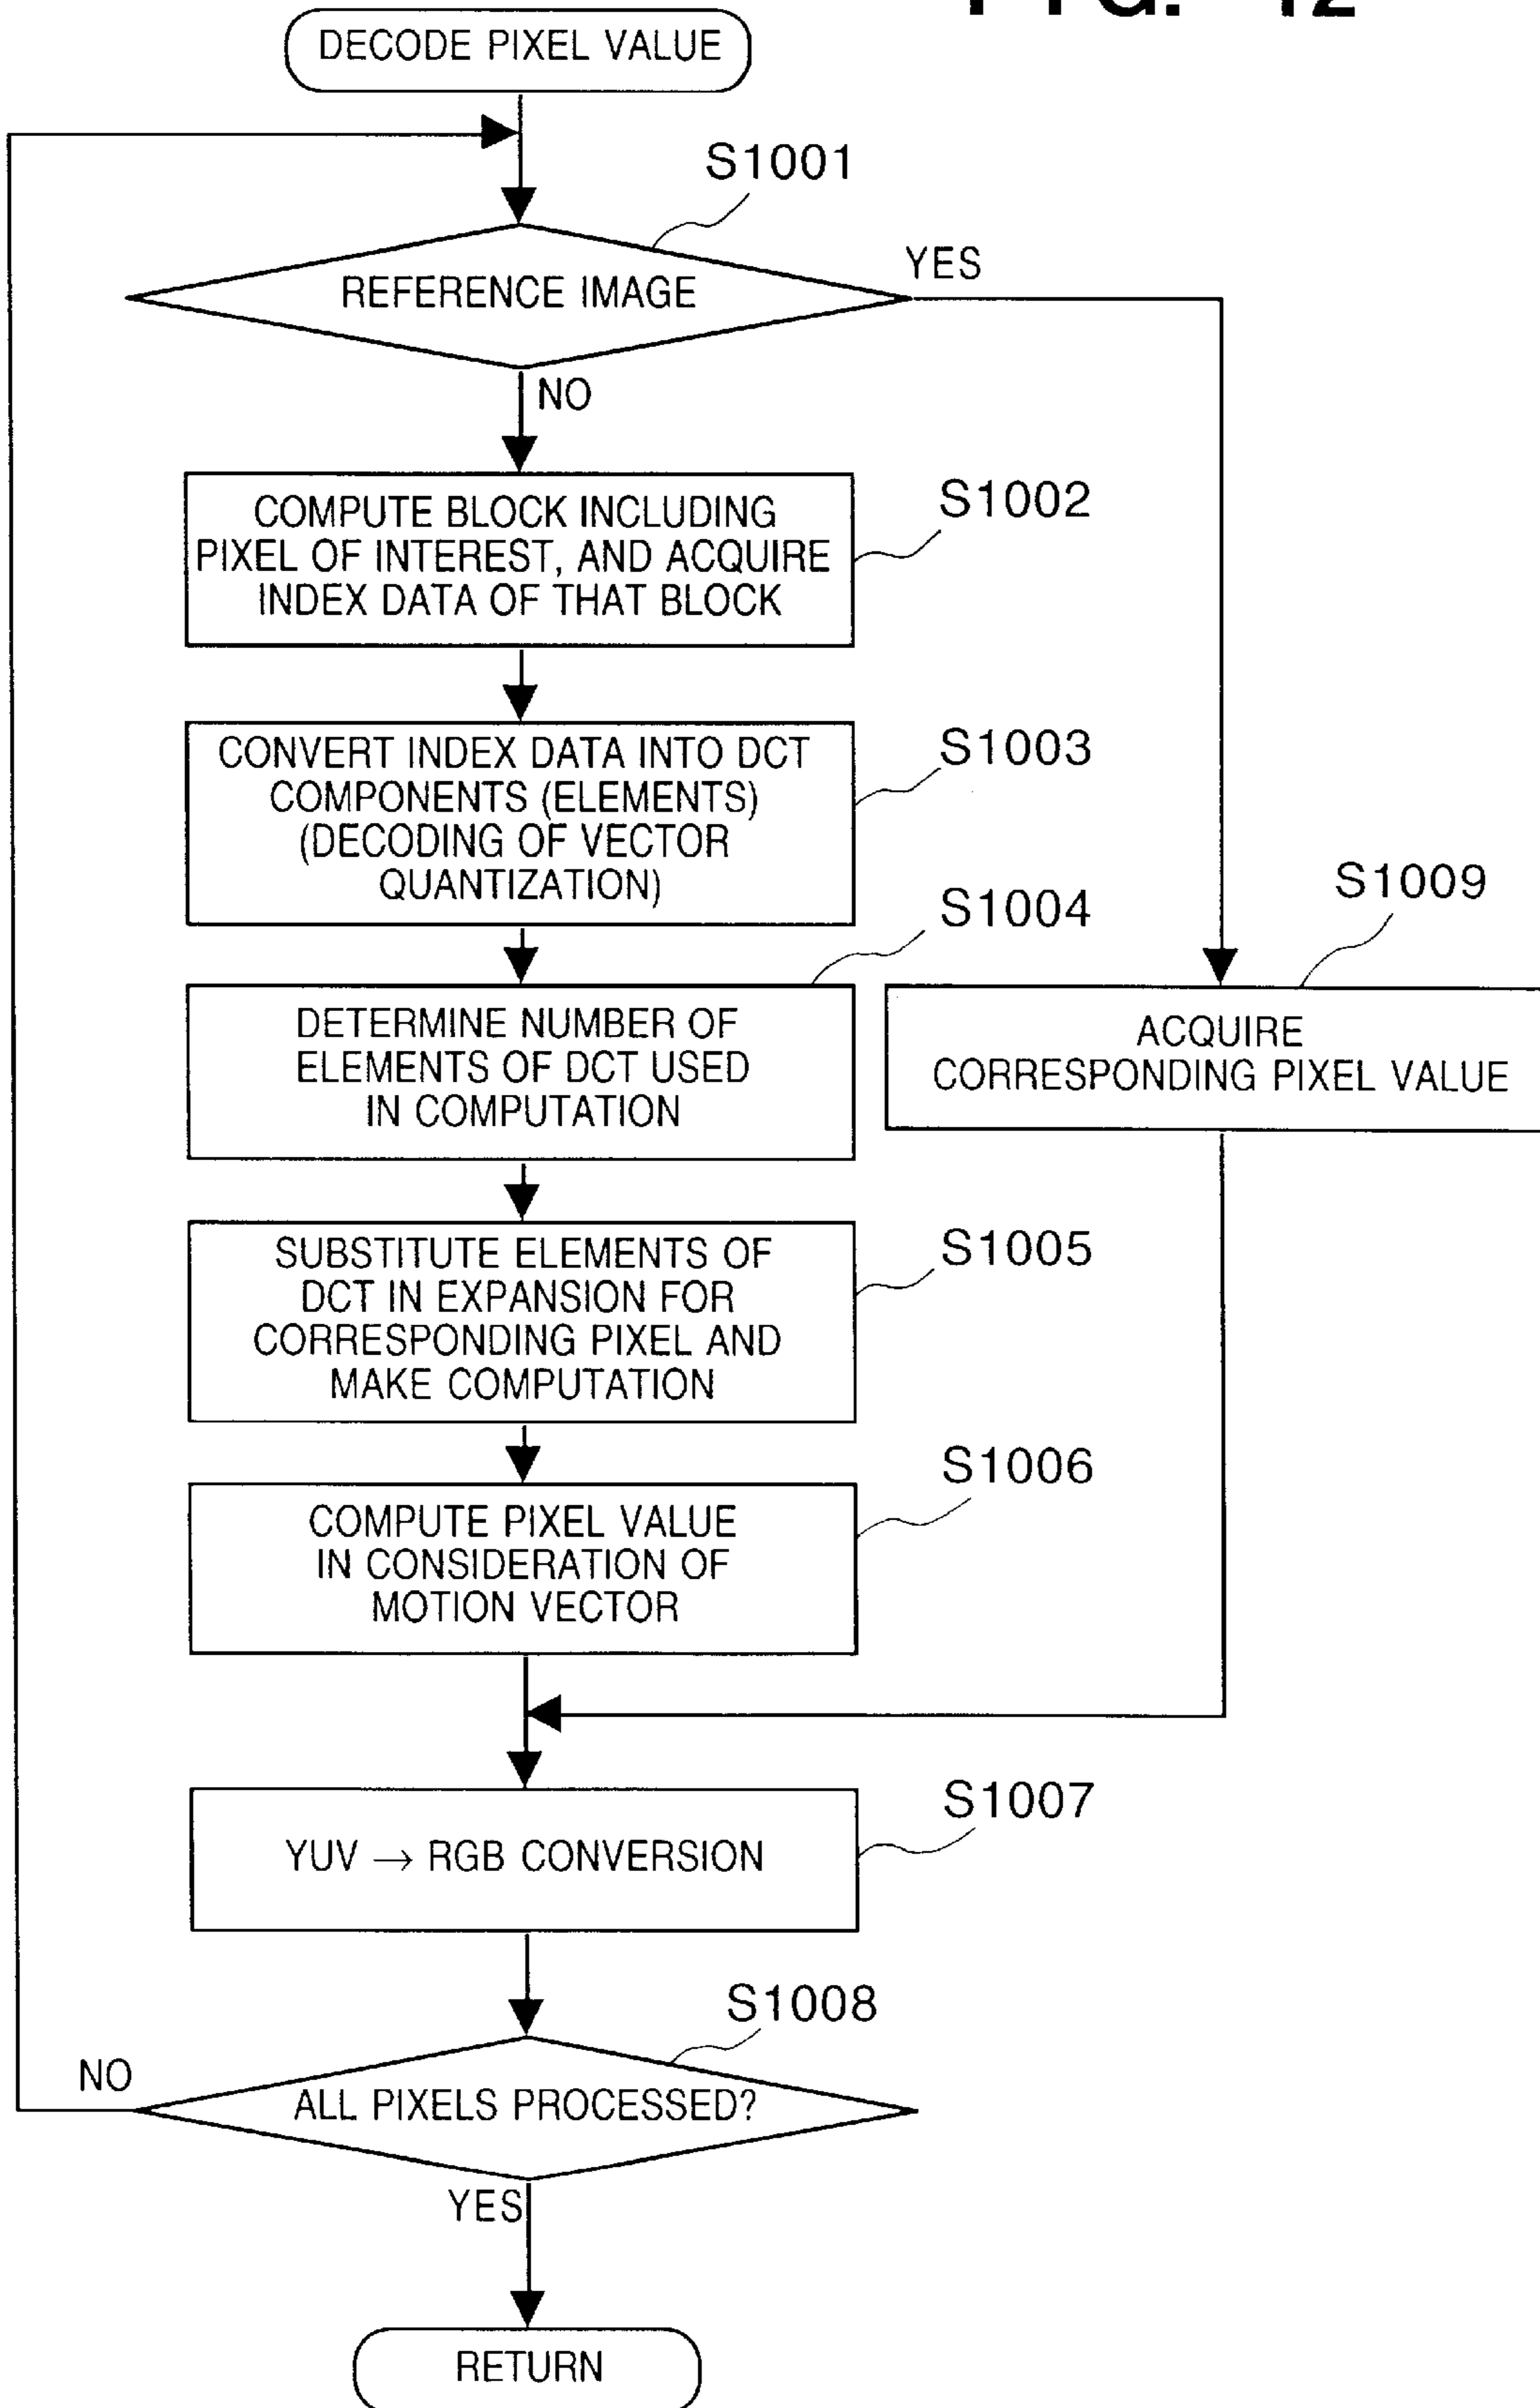 FIG. 12
DECODE PIXEL VALUE
S1001
REFERENCE IMAGE
YES
NO
COMPUTE BLOCK INCLUDING
PIXEL OF INTEREST, AND ACQUIRE
INDEX DATA OF THAT BLOCK
S1002
CONVERT INDEX DATA INTO DCT
COMPONENTS (ELEMENTS)
(DECODING OF VECTOR
QUANTIZATION)
S1003
S1004
DETERMINE NUMBER OF
ELEMENTS OF DCT USED
IN COMPUTATION
S1009
ACQUIRE
CORRESPONDING PIXEL VALUE
SUBSTITUTE ELEMENTS OF
DCT IN EXPANSION FOR
CORRESPONDING PIXEL AND
MAKE COMPUTATION
S1005
COMPUTE PIXEL VALUE
IN CONSIDERATION OF
MOTION VECTOR
S1006
YUV → RGB CONVERSION
S1007
S1008
ALL PIXELS PROCESSED?
NO
YES
RETURN